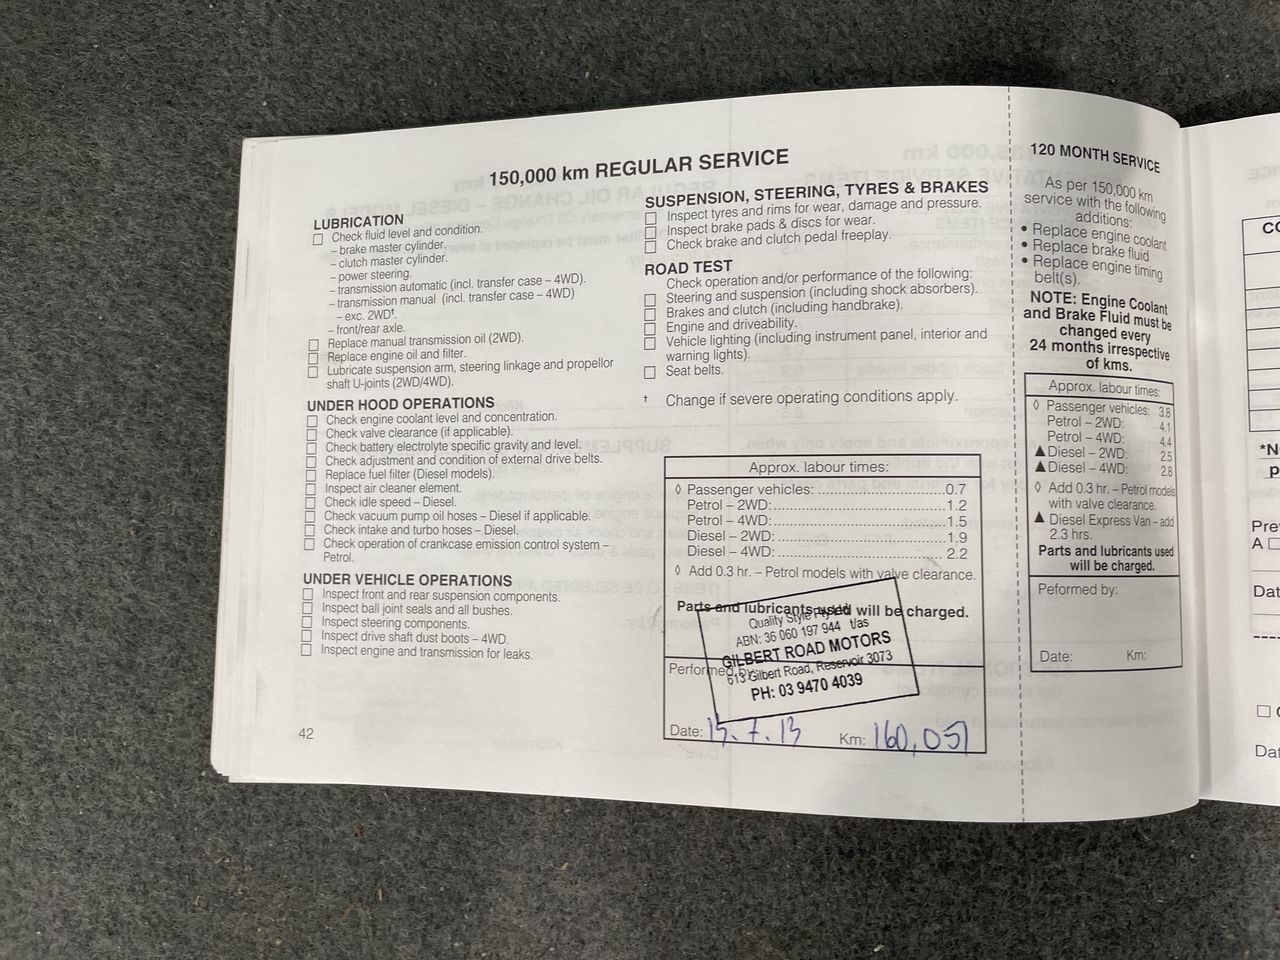 150,000 km REGULAR SERVICE
LUBRICATION
Check fluid level and condition.
– brake master cylinder.
– clutch master cylinder.
– power steering.
– transmission automatic (incl. transfer case – 4WD).
– transmission manual (incl. transfer case – 4WD)
– exc. 2WD†.
– front/rear axle.
Replace manual transmission oil (2WD).
Replace engine oil and filter.
Lubricate suspension arm, steering linkage and propellor
shaft U-joints (2WD/4WD).
UNDER HOOD OPERATIONS
Check engine coolant level and concentration.
Check valve clearance (if applicable).
Check battery electrolyte specific gravity and level.
Check adjustment and condition of external drive belts.
Replace fuel filter (Diesel models).
Inspect air cleaner element.
Check idle speed – Diesel.
Check vacuum pump oil hoses – Diesel if applicable.
Check intake and turbo hoses – Diesel.
Check operation of crankcase emission control system –
Petrol.
UNDER VEHICLE OPERATIONS
Inspect front and rear suspension components.
Inspect ball joint seals and all bushes.
Inspect steering components.
Inspect drive shaft dust boots – 4WD.
Inspect engine and transmission for leaks.
42
SUSPENSION, STEERING, TYRES & BRAKES
Inspect tyres and rims for wear, damage and pressure.
Inspect brake pads & discs for wear.
Check brake and clutch pedal freeplay.
ROAD TEST
Check operation and/or performance of the following:
Steering and suspension (including shock absorbers).
Brakes and clutch (including handbrake).
Engine and driveability.
Vehicle lighting (including instrument panel, interior and
warning lights).
Seat belts.
† Change if severe operating conditions apply.
Approx. labour times:
◊ Passenger vehicles: ..............................0.7
Petrol – 2WD:..........................................1.2
Petrol – 4WD:..........................................1.5
Diesel – 2WD:..........................................1.9
Diesel – 4WD:..........................................2.2
◊ Add 0.3 hr. – Petrol models with valve clearance.
Parts and lubricants used will be charged.
Quality Style Pty Ltd
ABN: 36 060 197 944 t/as
GILBERT ROAD MOTORS
613 Gilbert Road, Reservoir 3073
PH: 03 9470 4039
Performed by:
Date: 15.7.13 Km: 160,051
120 MONTH SERVICE
As per 150,000 km
service with the following
additions:
• Replace engine coolant
• Replace brake fluid
• Replace engine timing
belt(s).
NOTE: Engine Coolant
and Brake Fluid must be
changed every
24 months irrespective
of kms.
Approx. labour times:
◊ Passenger vehicles: 3.8
Petrol – 2WD: 4.1
Petrol – 4WD: 4.4
▲ Diesel – 2WD: 2.5
▲ Diesel – 4WD: 2.8
◊ Add 0.3 hr. – Petrol models
with valve clearance.
▲ Diesel Express Van – add
2.3 hrs.
Parts and lubricants used
will be charged.
Peformed by:
Date: Km: